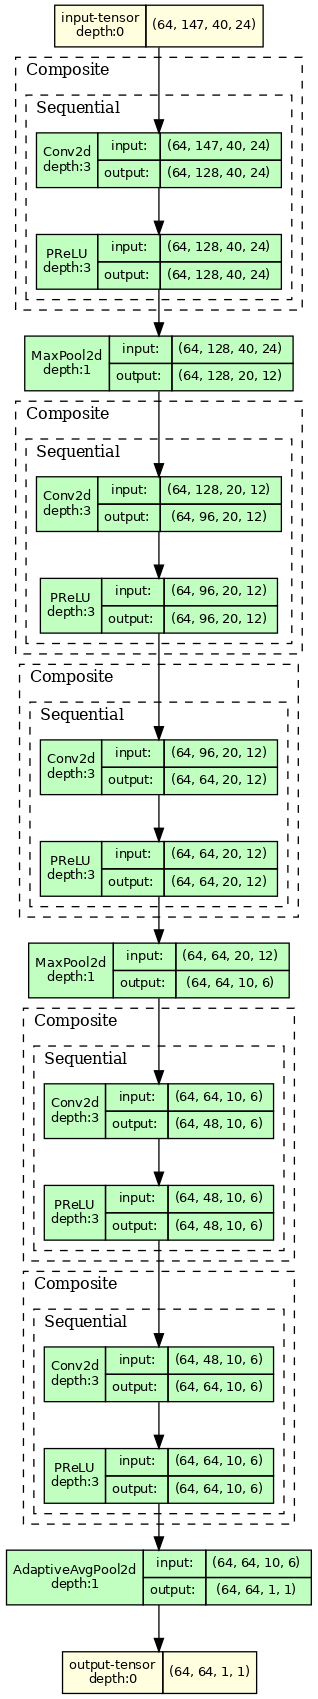 input-tensor
depth:0
(64, 147, 40, 24)
Composite
Sequential
Conv2d
depth:3
input:
(64, 147, 40, 24)
output:
(64, 128, 40, 24)
PReLU
depth:3
input:
(64, 128, 40, 24)
output:
(64, 128, 40, 24)
MaxPool2d
depth:1
input:
(64, 128, 40, 24)
output:
(64, 128, 20, 12)
Composite
Sequential
Conv2d
depth:3
input:
(64, 128, 20, 12)
output:
(64, 96, 20, 12)
PReLU
depth:3
input:
(64, 96, 20, 12)
output:
(64, 96, 20, 12)
Composite
Sequential
Conv2d
depth:3
input:
(64, 96, 20, 12)
output:
(64, 64, 20, 12)
PReLU
depth:3
input:
(64, 64, 20, 12)
output:
(64, 64, 20, 12)
MaxPool2d
depth:1
input:
(64, 64, 20, 12)
output:
(64, 64, 10, 6)
Composite
Sequential
Conv2d
depth:3
input:
(64, 64, 10, 6)
output:
(64, 48, 10, 6)
PReLU
depth:3
input:
(64, 48, 10, 6)
output:
(64, 48, 10, 6)
Composite
Sequential
Conv2d
depth:3
input:
(64, 48, 10, 6)
output:
(64, 64, 10, 6)
PReLU
depth:3
input:
(64, 64, 10, 6)
output:
(64, 64, 10, 6)
AdaptiveAvgPool2d
depth:1
input:
(64, 64, 10, 6)
output:
(64, 64, 1, 1)
output-tensor
depth:0
(64, 64, 1, 1)